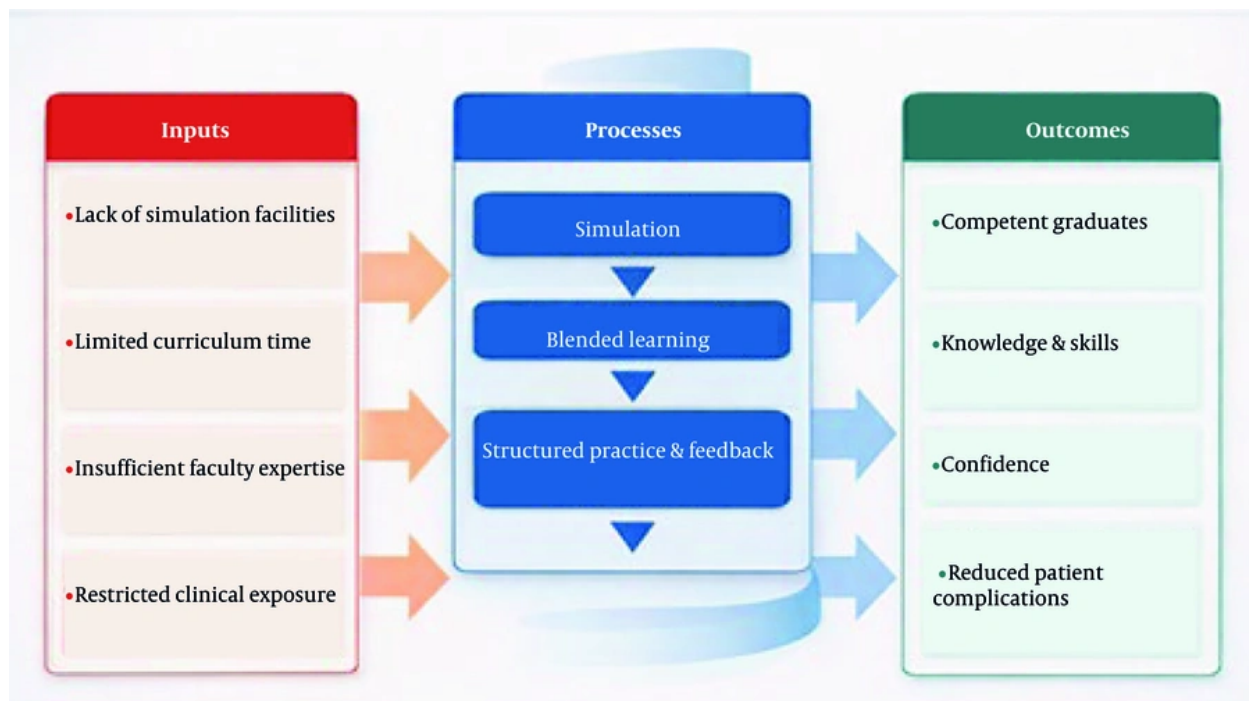 Inputs
•Lack of simulation facilities
•Limited curriculum time
•Insufficient faculty expertise
•Restricted clinical exposure
Processes
Simulation
Blended learning
Structured practice & feedback
Outcomes
•Competent graduates
•Knowledge & skills
•Confidence
•Reduced patient
complications